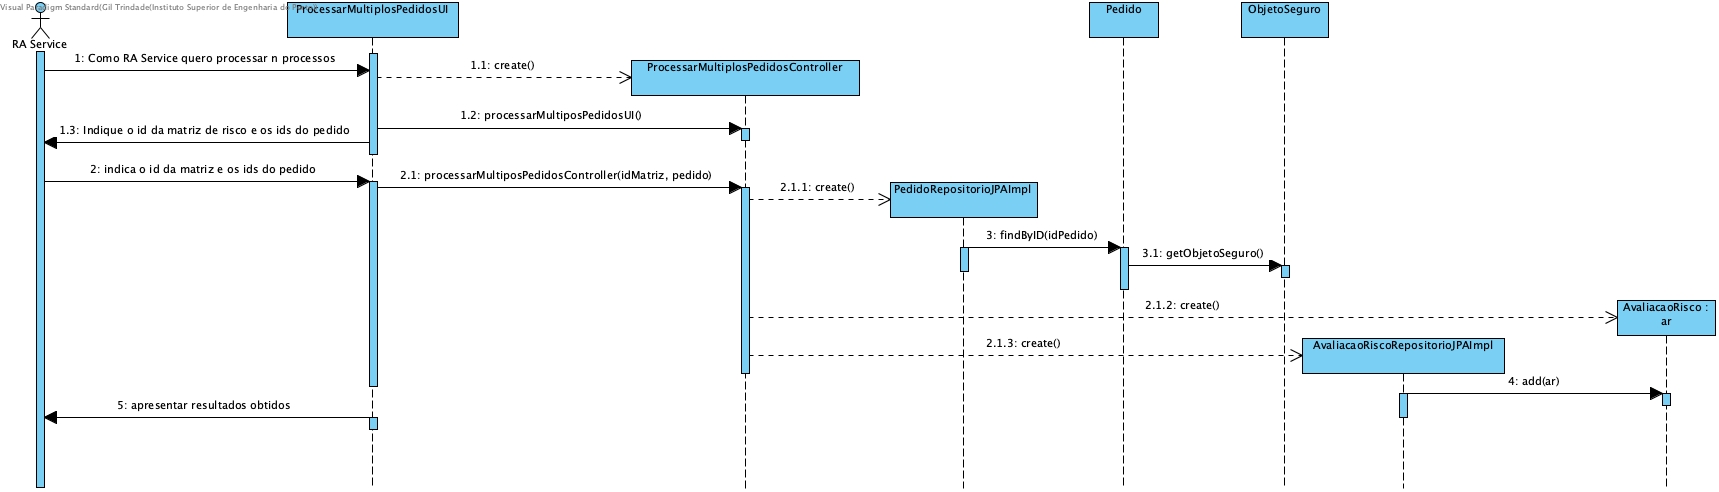 Visual Paradigm Standard(Gil Trindade(Instituto Superior de Engenharia do
ProcessarMultiplosPedidosUI
Pedido
ObjetoSeguro
RA Service
1: Como RA Service quero processar n processos
1.1: create()
ProcessarMultiplosPedidosController
1.2: processarMultiposPedidosUI()
1.3: Indique o id da matriz de risco e os ids do pedido
2: indica o id da matriz e os ids do pedido
2.1: processarMultiposPedidosController(idMatriz, pedido)
2.1.1: create()
PedidoRepositorioJPAImpl
3: findByID(idPedido)
3.1: getObjetoSeguro()
2.1.2: create()
AvaliacaoRisco :
ar
2.1.3: create()
AvaliacaoRiscoRepositorioJPAImpl
4: add(ar)
5: apresentar resultados obtidos